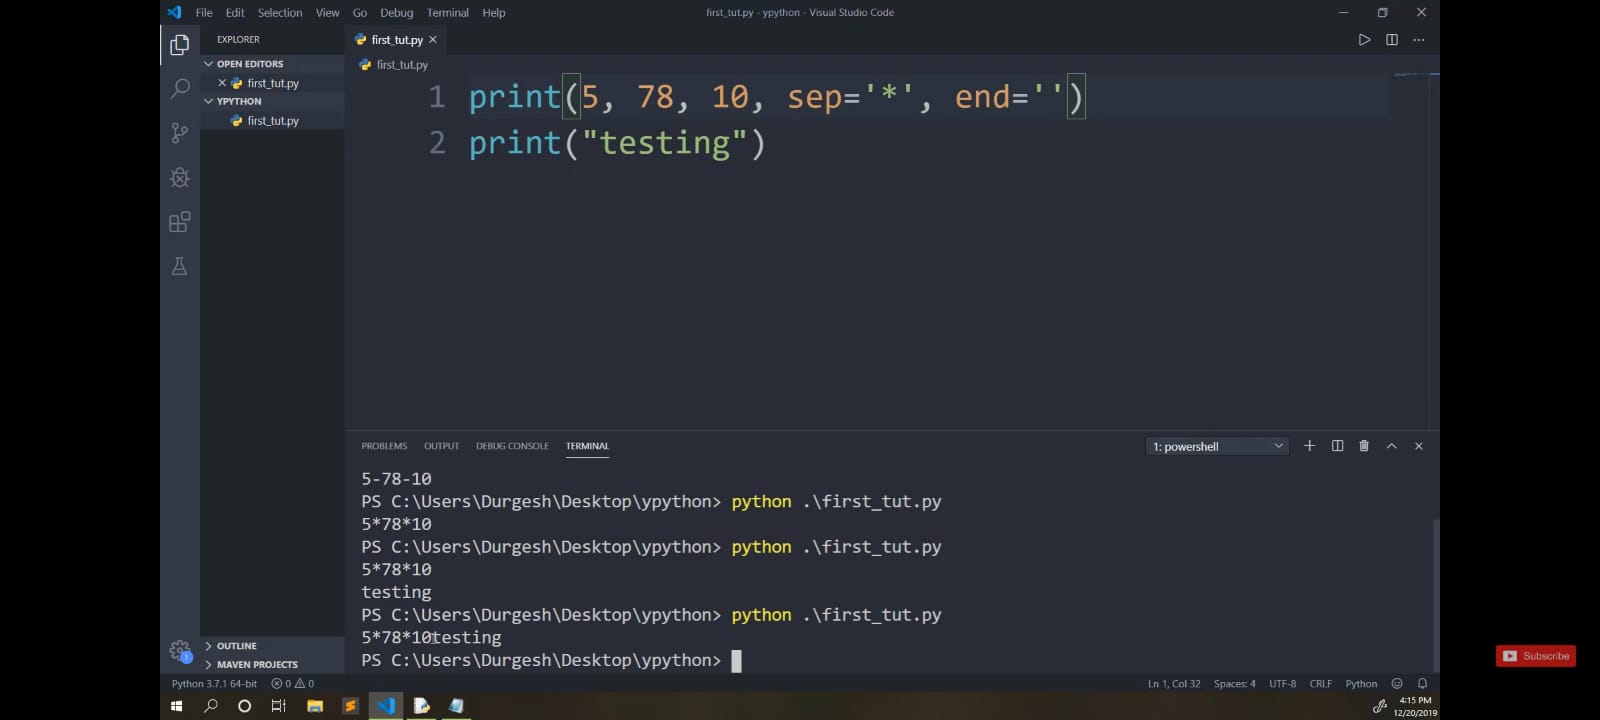 File Edit Selection View Go Debug Terminal Help
first_tut.py - ypython - Visual Studio Code
EXPLORER
OPEN EDITORS
first_tut.py
YPYTHON
first_tut.py
OUTLINE
MAVEN PROJECTS
first_tut.py
first_tut.py
1 print(5, 78, 10, sep='*', end='')
2 print("testing")
PROBLEMS OUTPUT DEBUG CONSOLE TERMINAL
1: powershell
5-78-10
PS C:\Users\Durgesh\Desktop\ypython> python .\first_tut.py
5*78*10
PS C:\Users\Durgesh\Desktop\ypython> python .\first_tut.py
5*78*10
testing
PS C:\Users\Durgesh\Desktop\ypython> python .\first_tut.py
5*78*10testing
PS C:\Users\Durgesh\Desktop\ypython>
1
Python 3.7.1 64-bit 0 0
Ln 1, Col 32 Spaces: 4 UTF-8 CRLF Python
4:15 PM
12/20/2019
Subscribe